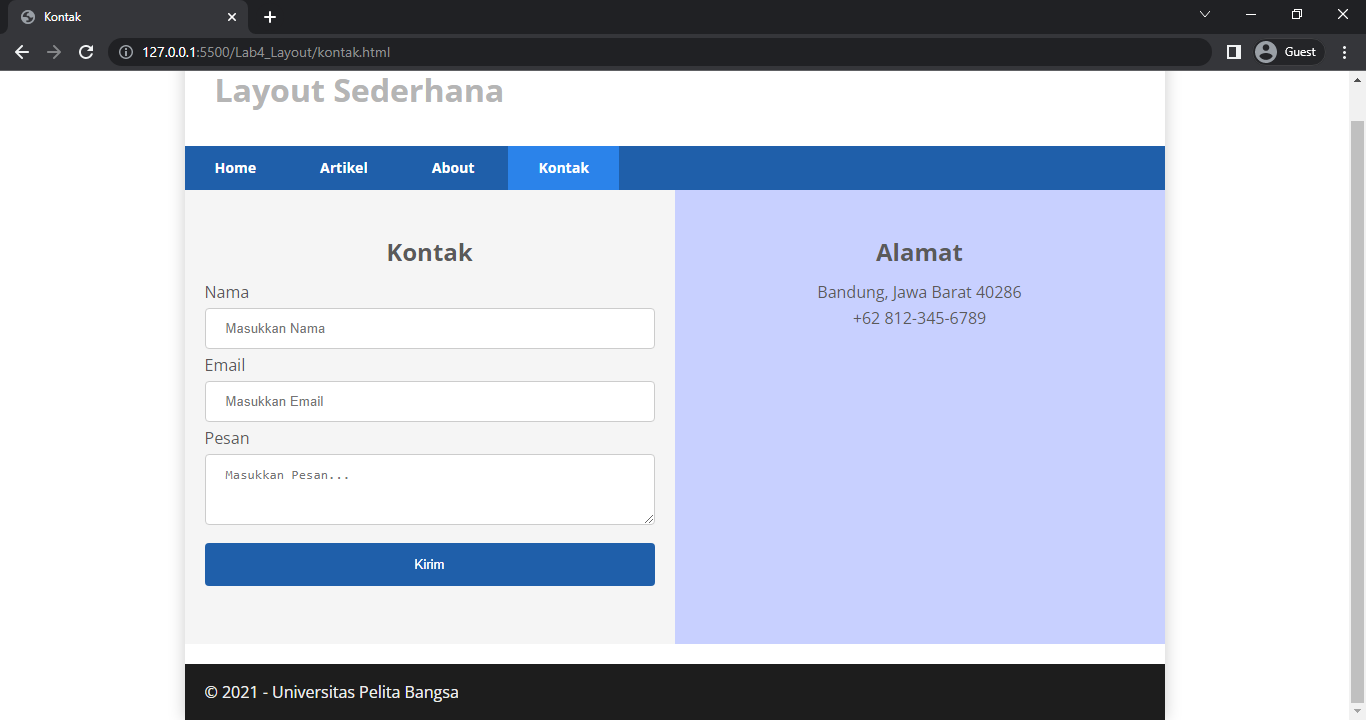 Kontak
127.0.0.1:5500/Lab4_Layout/kontak.html
Guest
Layout Sederhana
Home Artikel About Kontak
Kontak
Nama
Masukkan Nama
Email
Masukkan Email
Pesan
Masukkan Pesan...
Kirim
Alamat
Bandung, Jawa Barat 40286
+62 812-345-6789
© 2021 - Universitas Pelita Bangsa